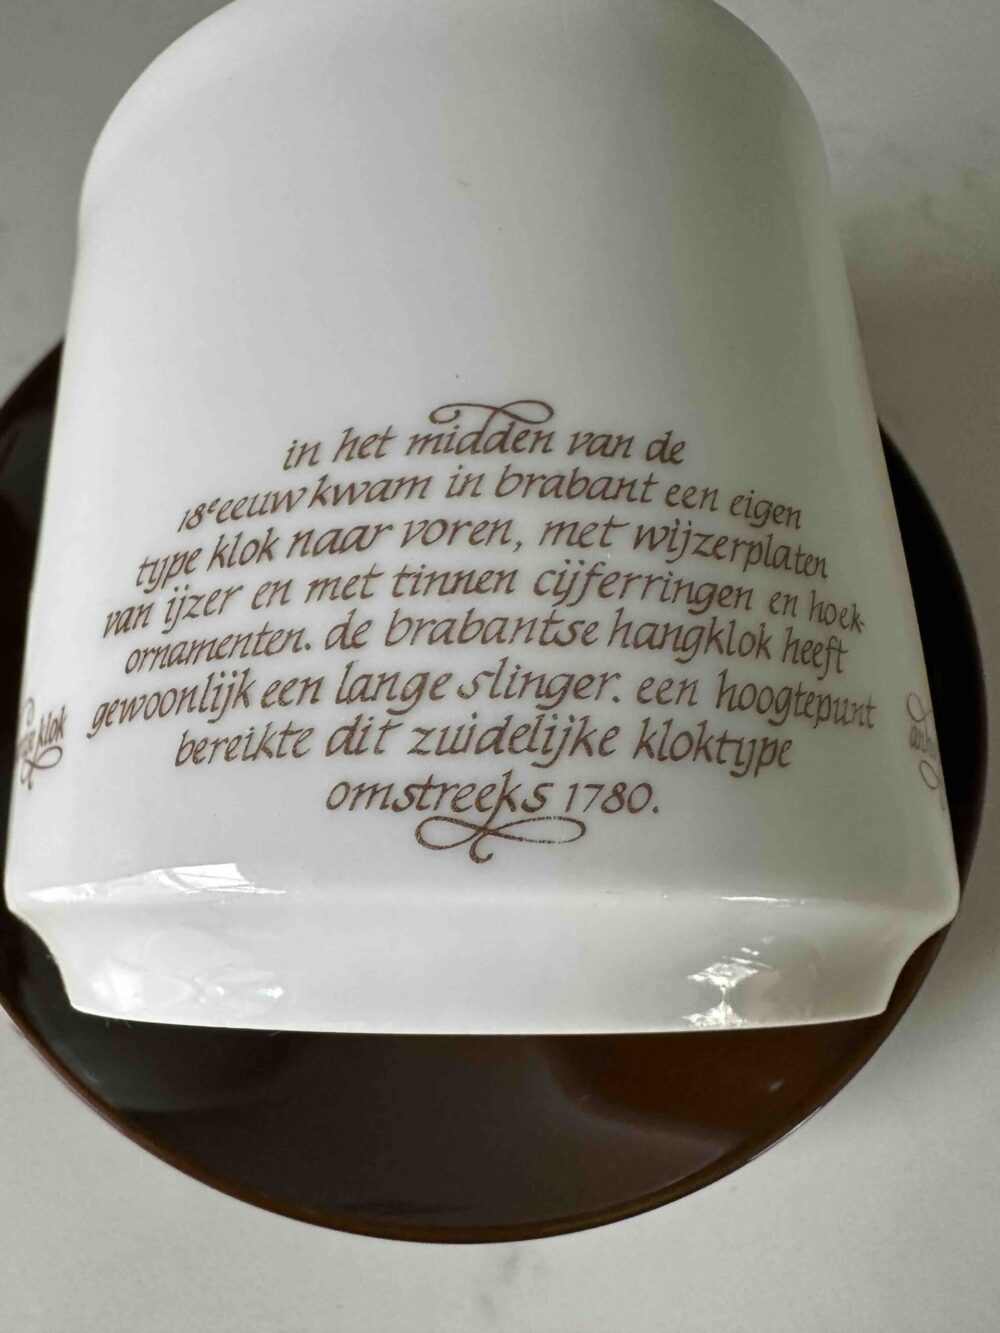 in het midden van de
18e eeuw kwam in brabant een eigen
type klok naar voren, met wijzerplaten
van ijzer en met tinnen cijferringen en hoek-
ornamenten. de brabantse hangklok heeft
gewoonlijk een lange slinger. een hoogtepunt
bereikte dit zuidelijke kloktype
omstreeks 1780.
klok